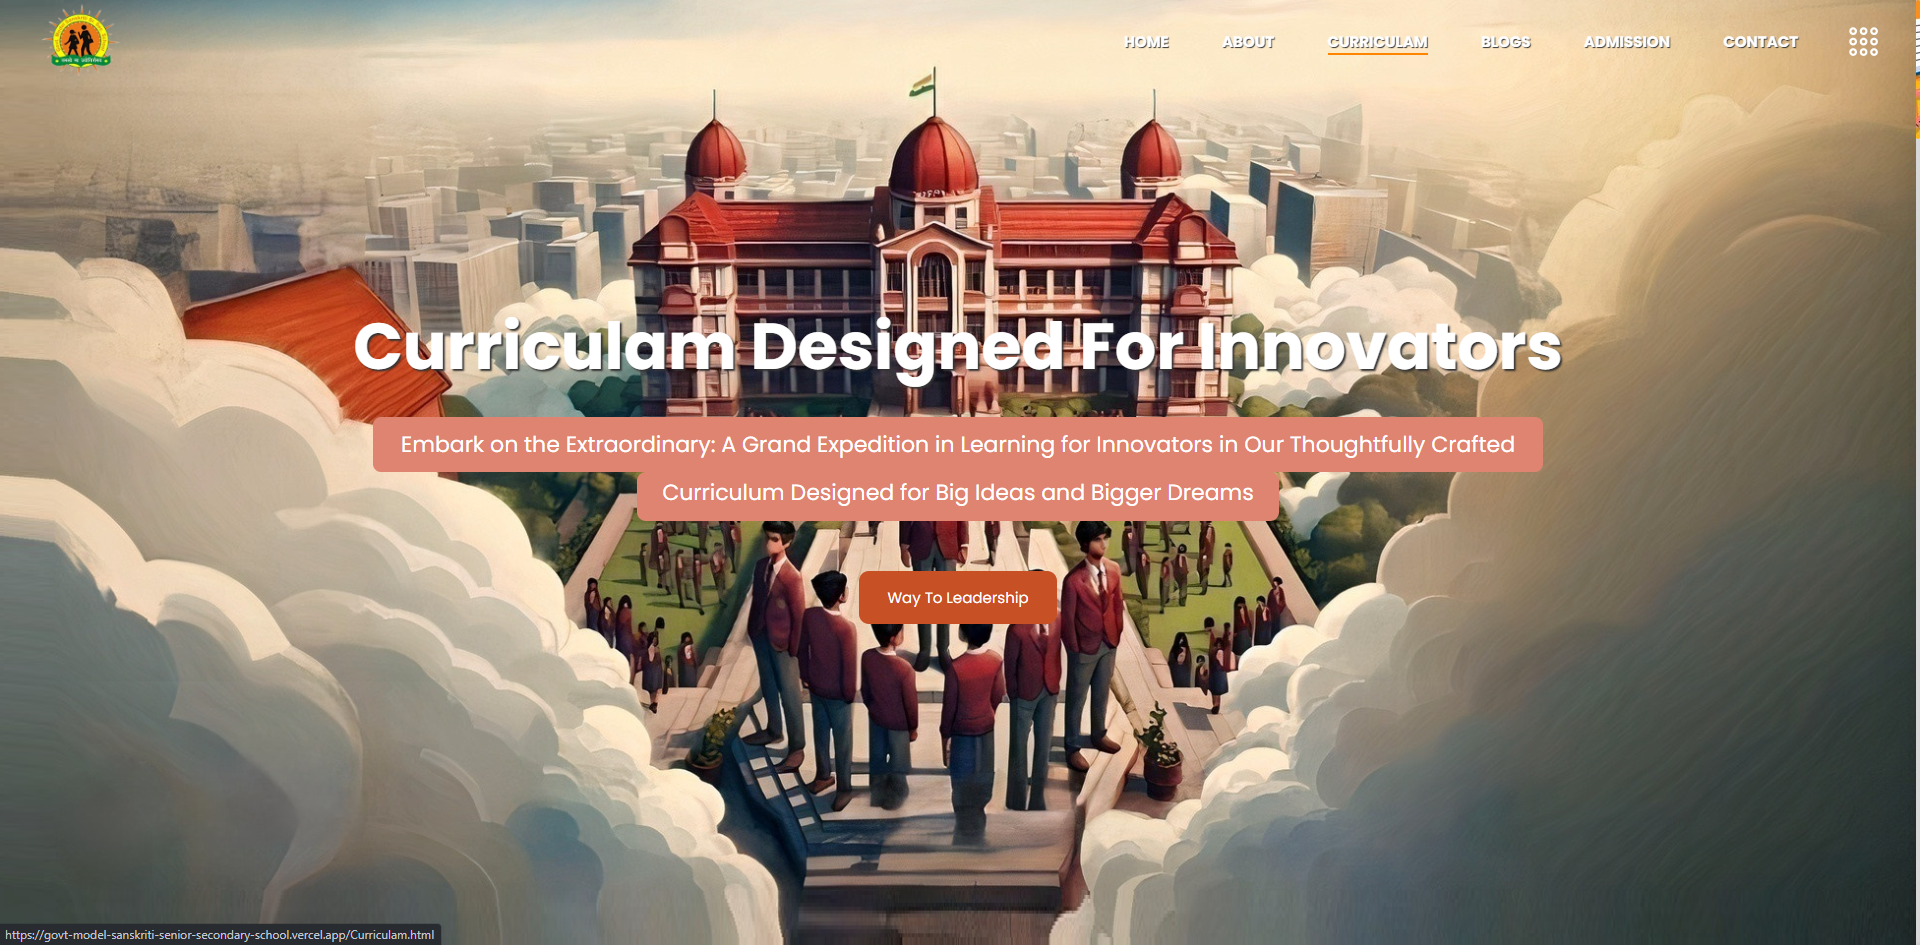 HOME ABOUT CURRICULAM BLOGS ADMISSION CONTACT
Curriculam Designed For Innovators
Embark on the Extraordinary: A Grand Expedition in Learning for Innovators in Our Thoughtfully Crafted
Curriculum Designed for Big Ideas and Bigger Dreams
Way To Leadership
https://govt-model-sanskriti-senior-secondary-school.vercel.app/Curriculam.html